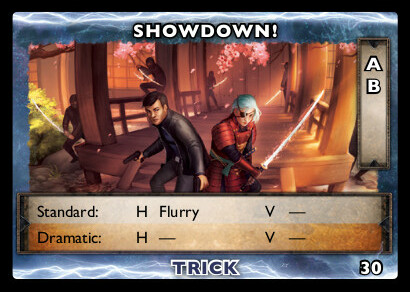 SHOWDOWN!
A
B
Standard: H Flurry V —
Dramatic: H — V —
TRICK
30